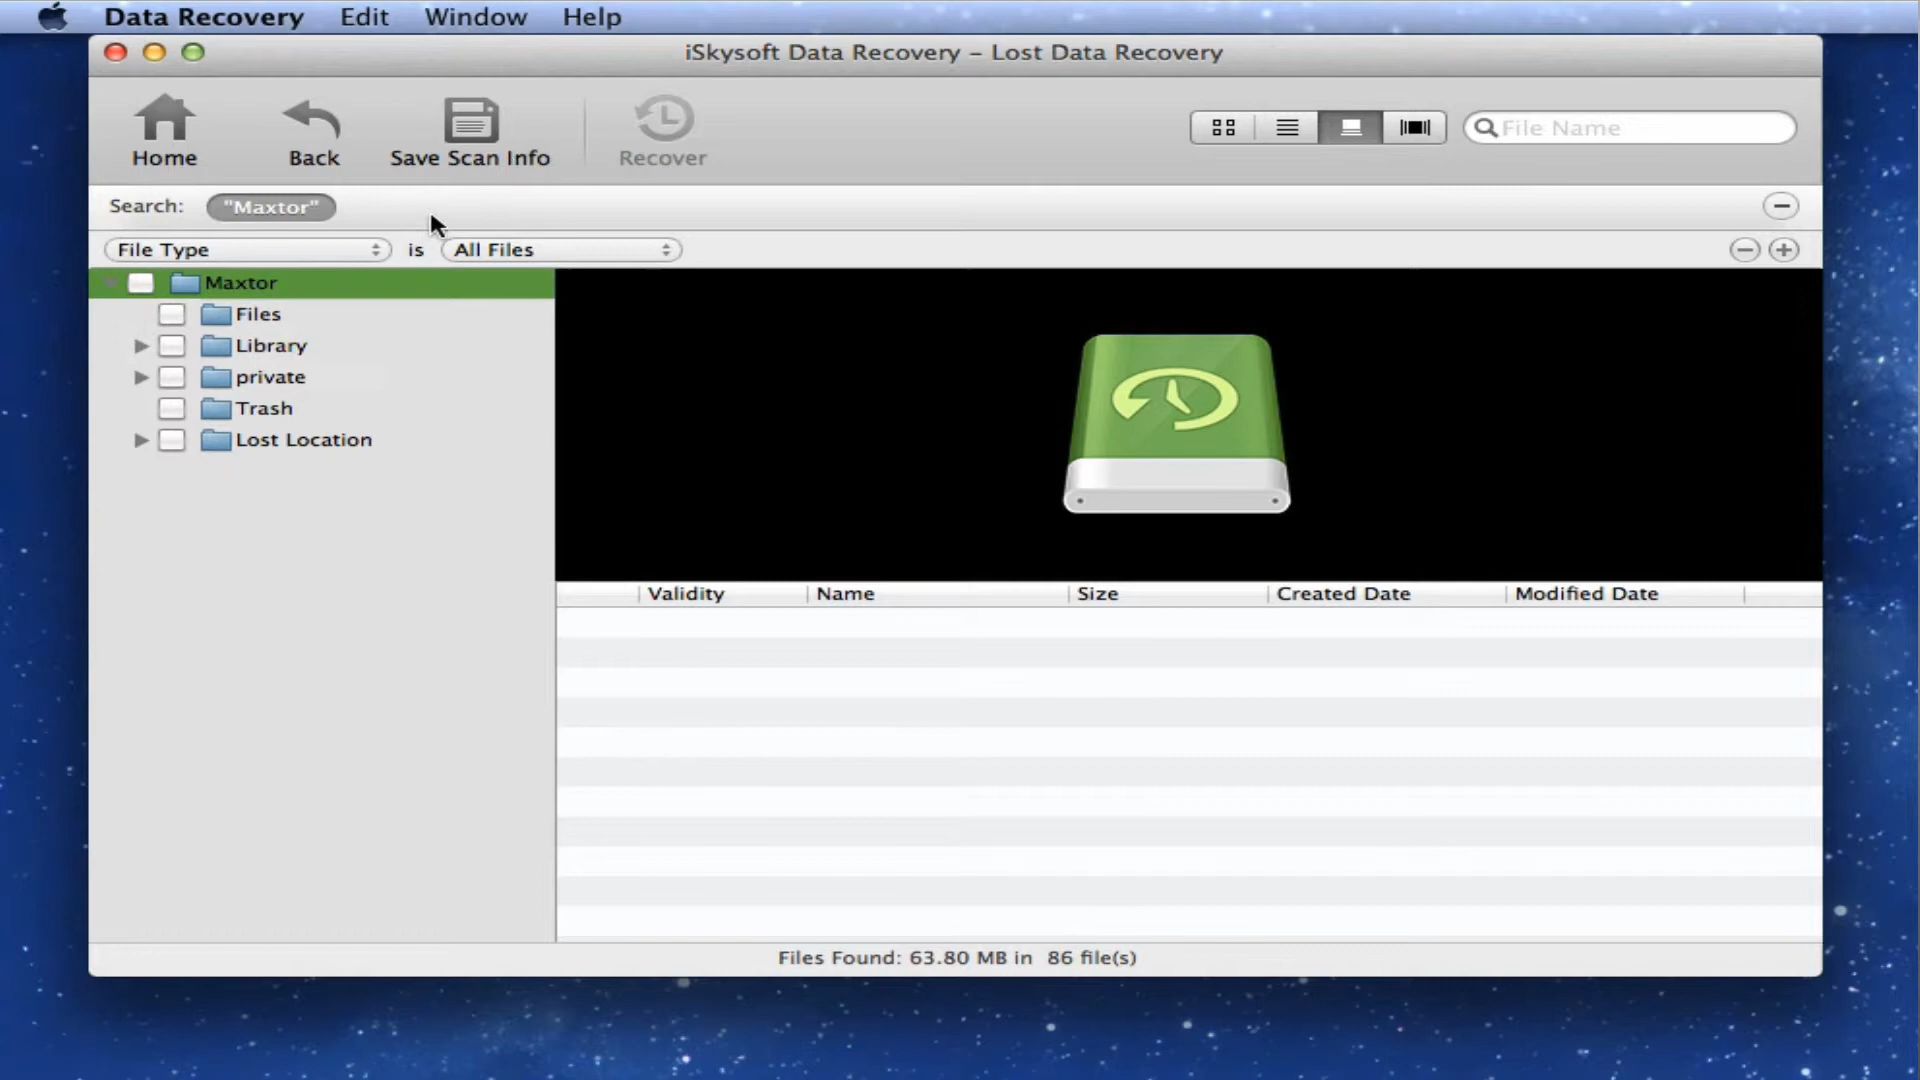 Data Recovery Edit Window Help
iSkysoft Data Recovery – Lost Data Recovery
Home Back Save Scan Info Recover File Name
Search: "Maxtor"
File Type is All Files
Maxtor
Files
Library
private
Trash
Lost Location
Validity Name Size Created Date Modified Date
Files Found: 63.80 MB in 86 file(s)